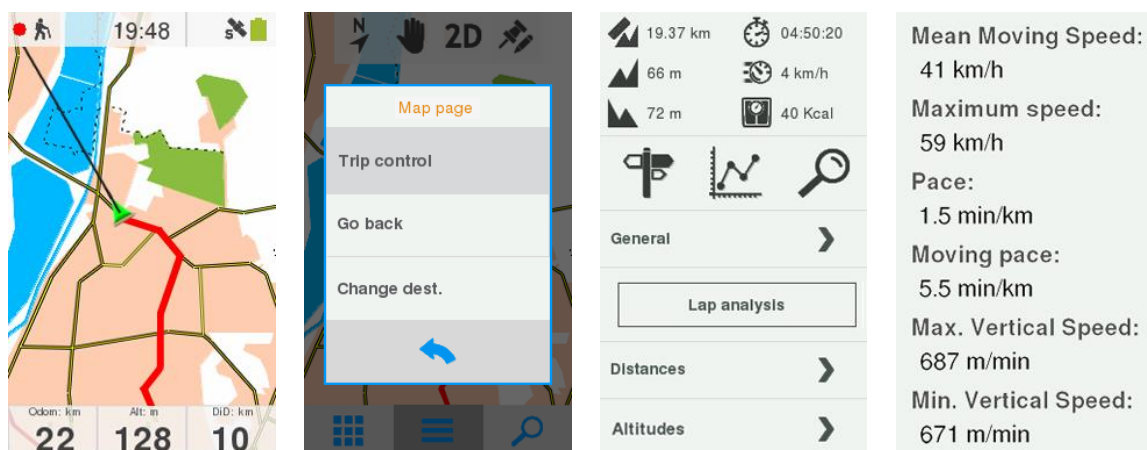 19:48
S
Odom: km
Alt: m
DiD: km
22
128
10
N
2D
Map page
Trip control
Go back
Change dest.
19.37 km
04:50:20
66 m
4 km/h
72 m
40 Kcal
General
Lap analysis
Distances
Altitudes
Mean Moving Speed:
41 km/h
Maximum speed:
59 km/h
Pace:
1.5 min/km
Moving pace:
5.5 min/km
Max. Vertical Speed:
687 m/min
Min. Vertical Speed:
671 m/min